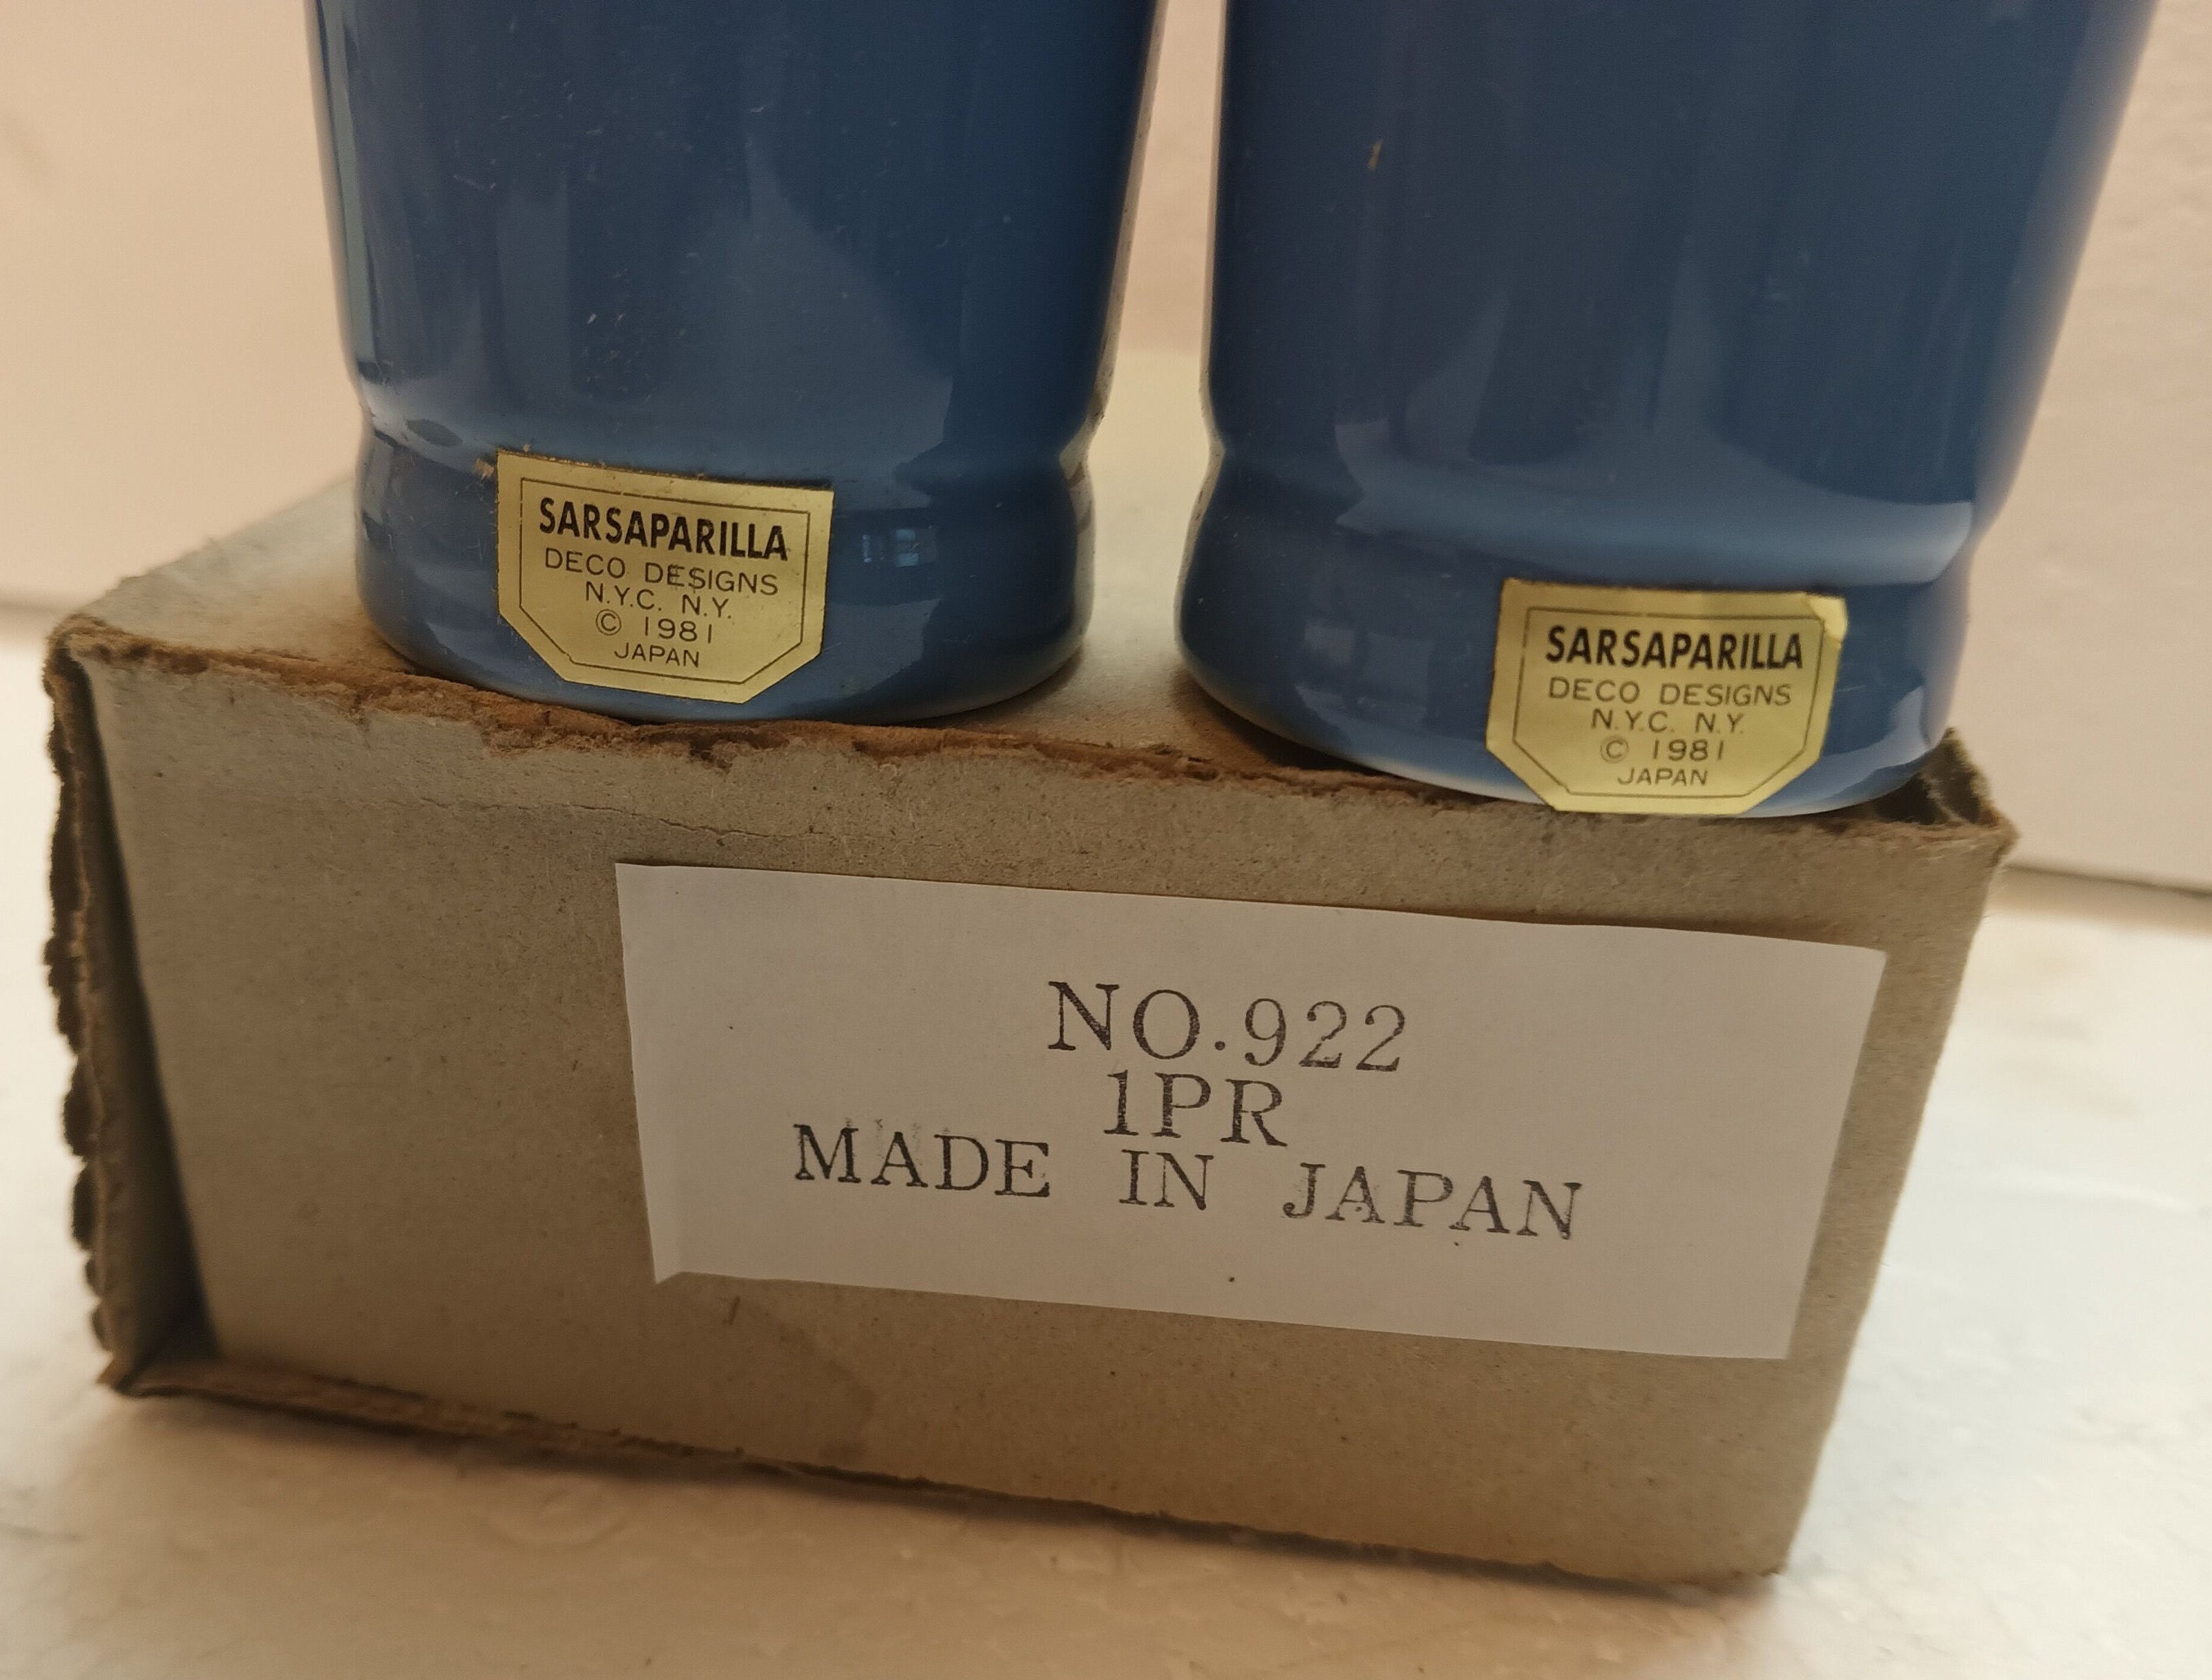 SARSAPARILLA
DECO DESIGNS
N.Y.C. N.Y.
© 1981
JAPAN
SARSAPARILLA
DECO DESIGNS
N.Y.C. N.Y.
© 1981
JAPAN
NO.922
1PR
MADE IN JAPAN